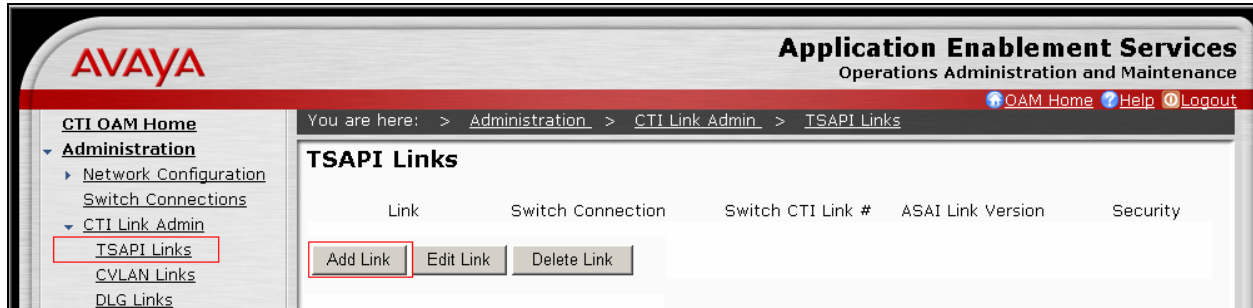 AVAYA
Application Enablement Services
Operations Administration and Maintenance
OAM Home ?Help Logout
CTI OAM Home
Administration
Network Configuration
Switch Connections
CTI Link Admin
TSAPI Links
CVLAN Links
DLG Links
You are here: > Administration > CTI Link Admin > TSAPI Links
TSAPI Links
Link Switch Connection Switch CTI Link # ASAI Link Version Security
Add Link Edit Link Delete Link